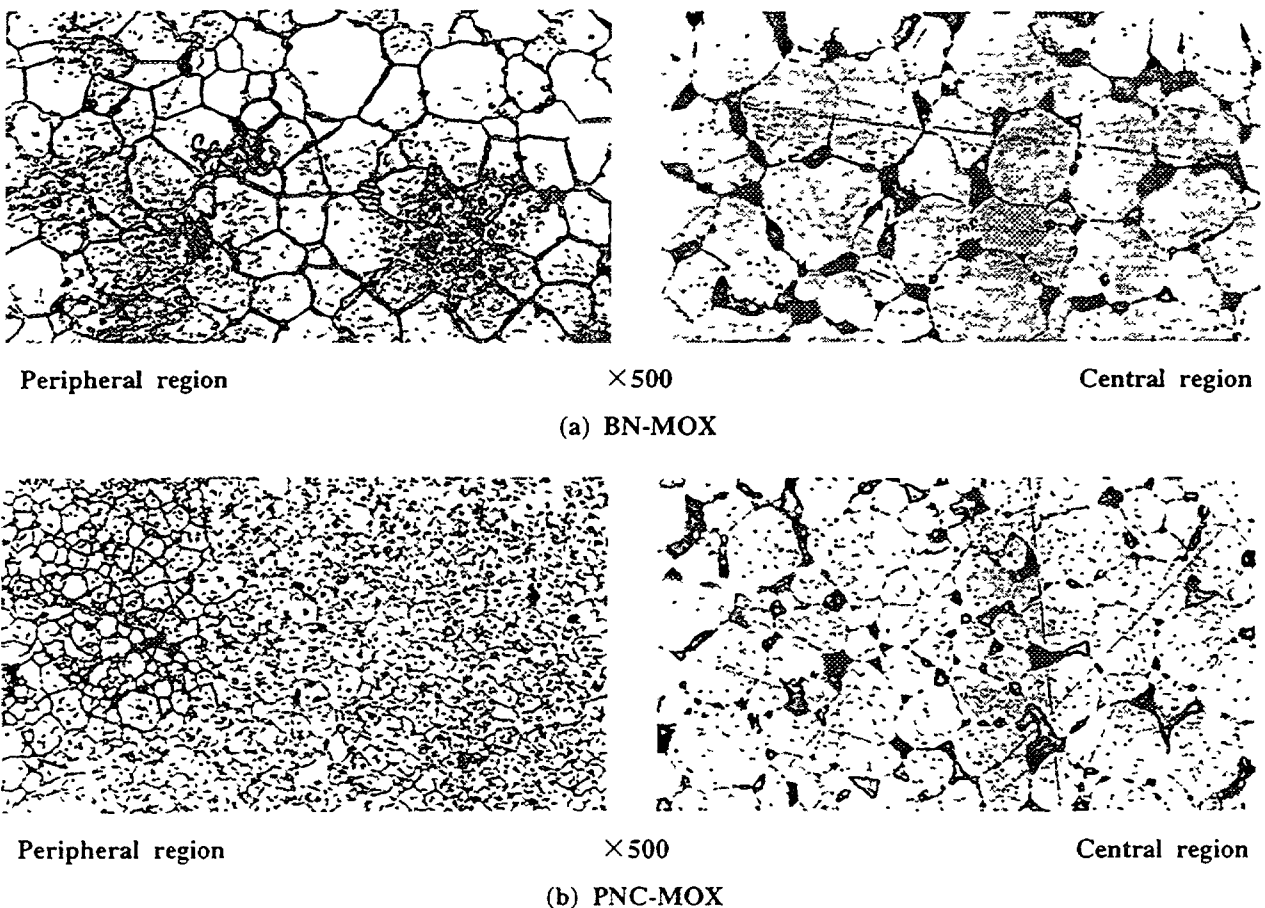 Peripheral region ×500 Central region
(a) BN-MOX
Peripheral region ×500 Central region
(b) PNC-MOX